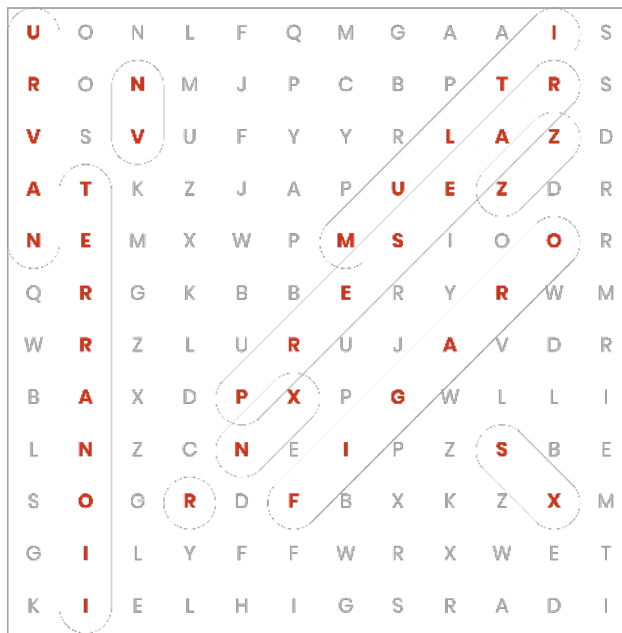 U O N L F Q M G A A I S
R O N M J P C B P T R S
V S V U F Y Y R L A Z D
A T K Z J A P U E Z D R
N E M X W P M S I O O R
Q R G K B B E R Y R W M
W R Z L U R U J A V D R
B A X D P X P G W L L I
L N Z C N E I P Z S B E
S O G R D F B X K Z X M
G I L Y F F W R X W E T
K I E L H I G S R A D I